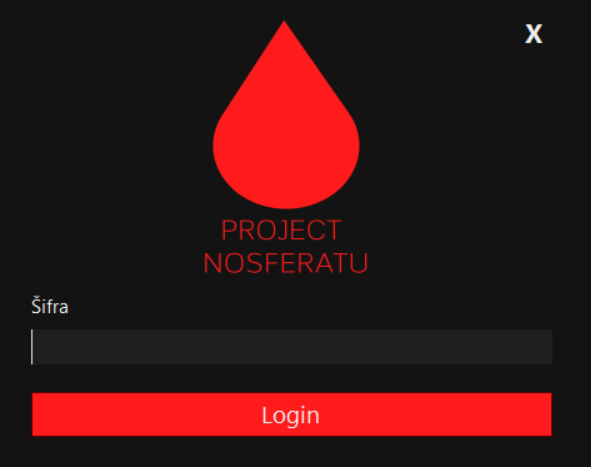 X
PROJECT
NOSFERATU
Šifra
Login